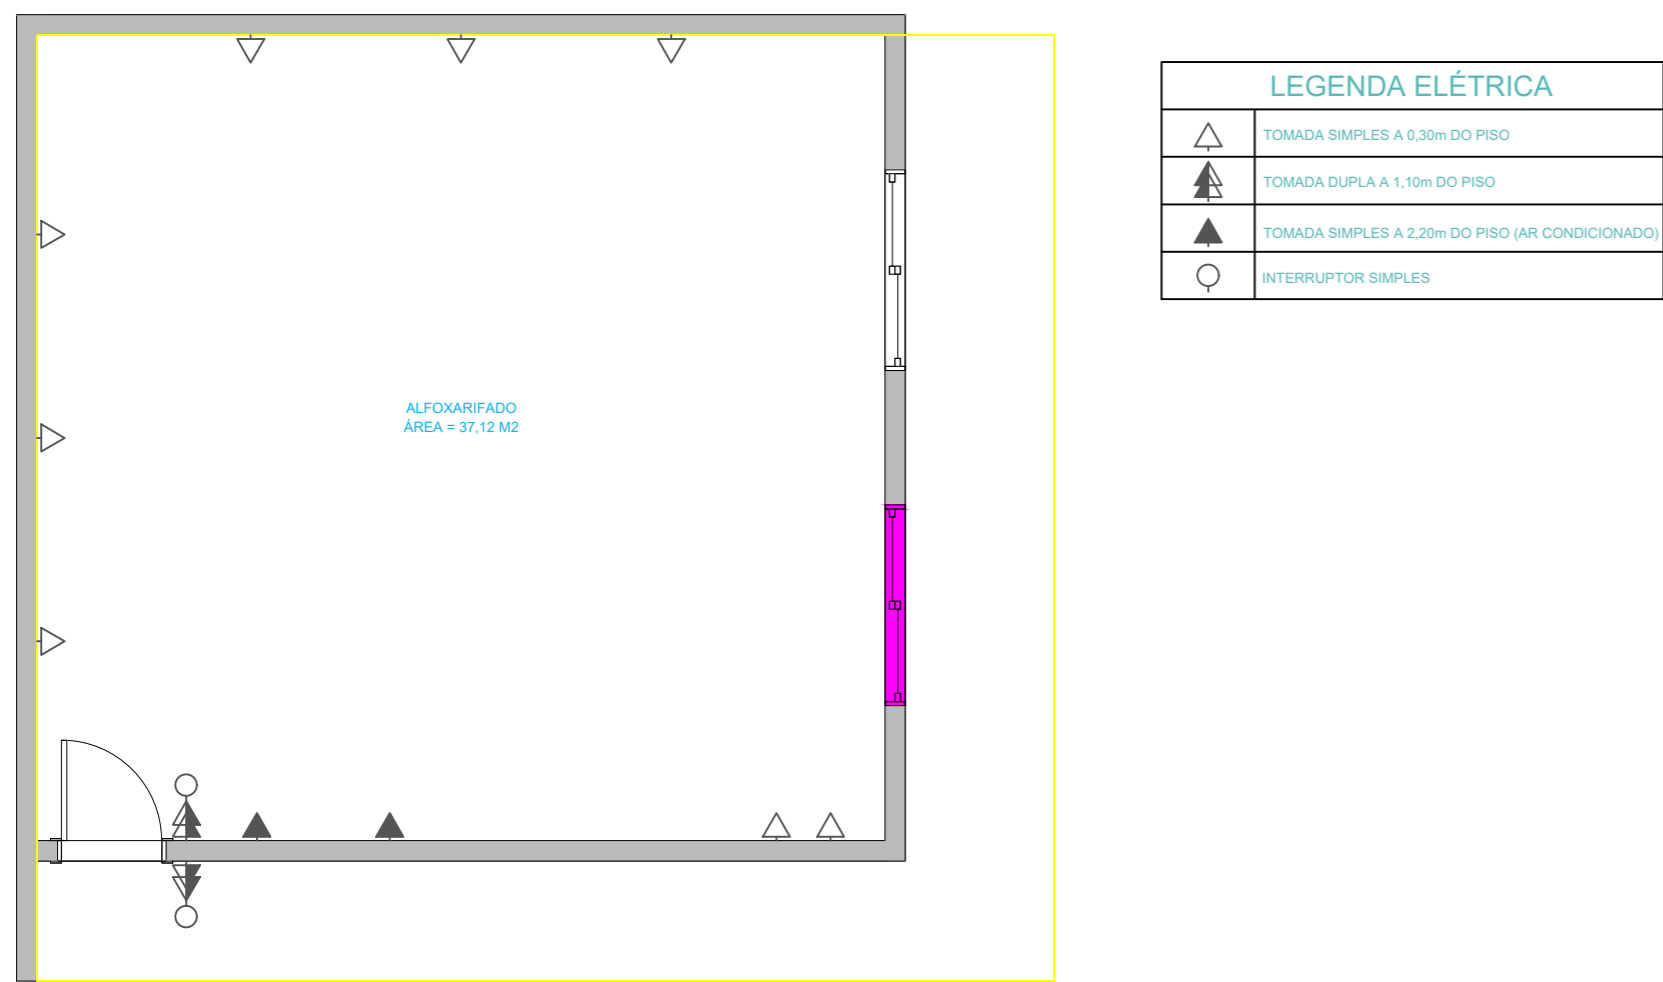 LEGENDA ELÉTRICA
TOMADA SIMPLES A 0,30m DO PISO
TOMADA DUPLA A 1,10m DO PISO
TOMADA SIMPLES A 2,20m DO PISO (AR CONDICIONADO)
INTERRUPTOR SIMPLES
ALFOXARIFADO
ÁREA = 37,12 M2